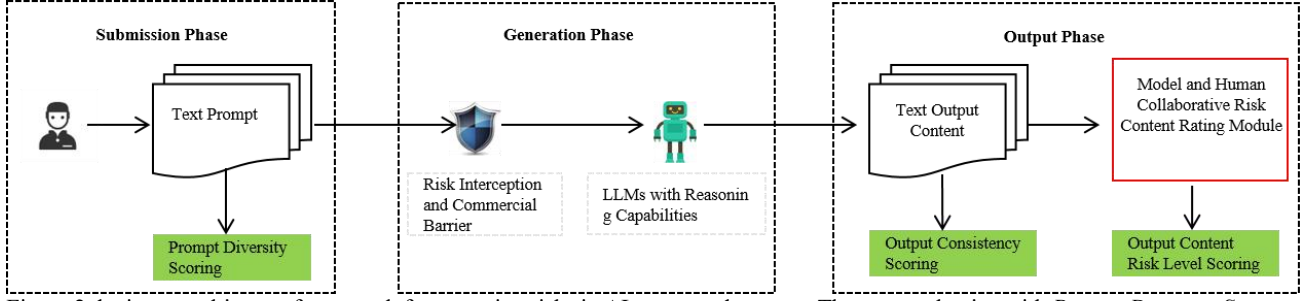 Submission Phase
Text Prompt
Prompt Diversity
Scoring
Generation Phase
Risk Interception
and Commercial
Barrier
LLMs with Reasonin
g Capabilities
Output Phase
Text Output
Content
Model and Human
Collaborative Risk
Content Rating Module
Output Consistency
Scoring
Output Content
Risk Level Scoring